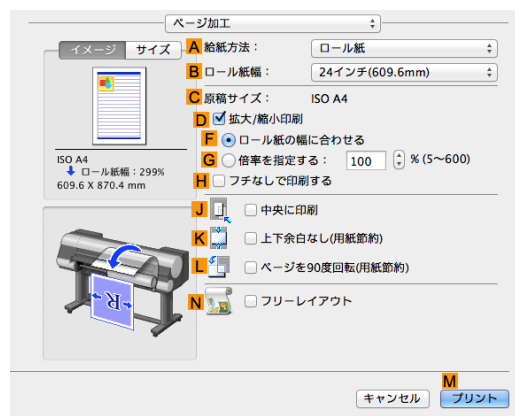 ページ加工
イメージ サイズ
A 給紙方法： ロール紙
B ロール紙幅： 24インチ(609.6mm)
C 原稿サイズ： ISO A4
D 拡大/縮小印刷
F ロール紙の幅に合わせる
G 倍率を指定する： 100 % (5～600)
H フチなしで印刷する
ISO A4
ロール紙幅：299%
609.6 X 870.4 mm
J 中央に印刷
K 上下余白なし(用紙節約)
L ページを90度回転(用紙節約)
R
N フリーレイアウト
M
キャンセル プリント